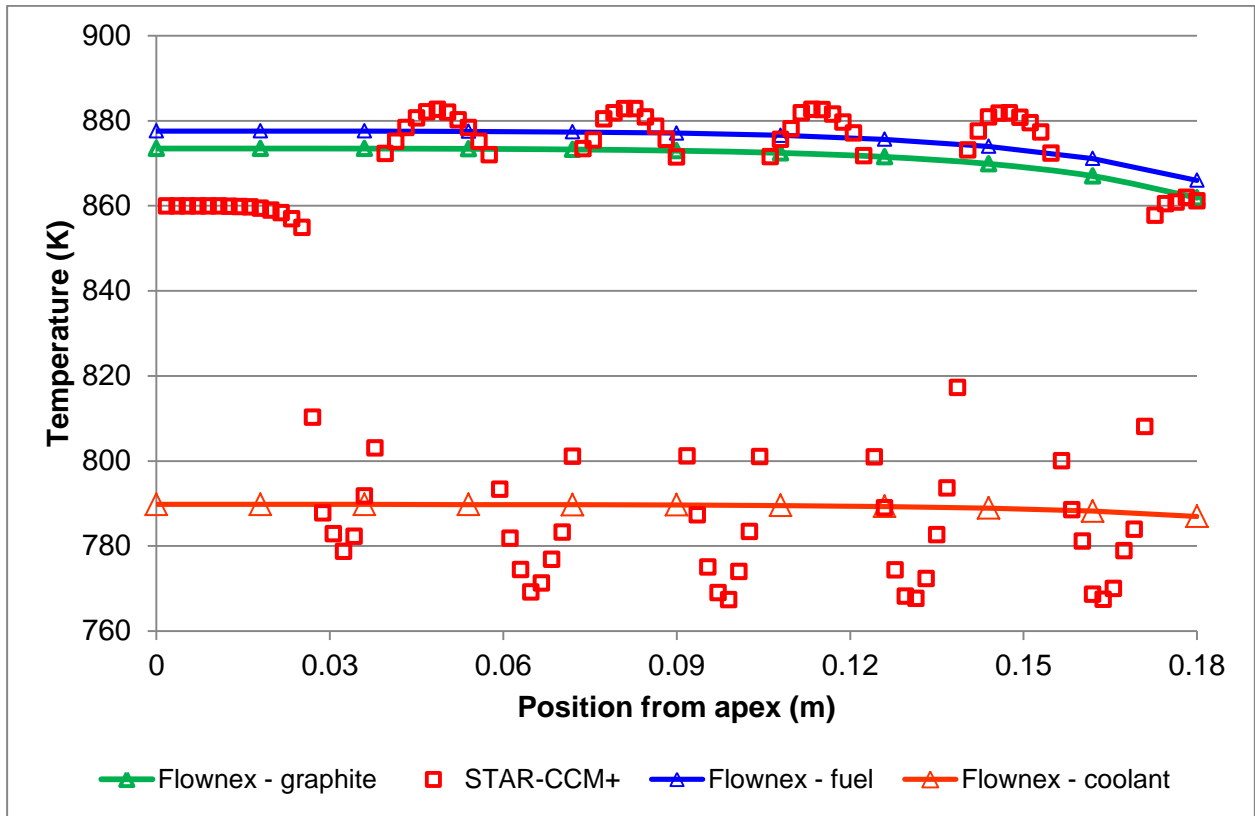 900
880
860
840
820
800
780
760
Temperature (K)
0
0.03
0.06
0.09
0.12
0.15
0.18
Position from apex (m)
Flownex - graphite
STAR-CCM+
Flownex - fuel
Flownex - coolant